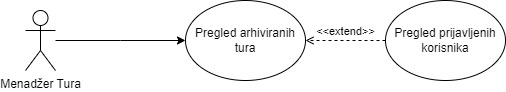 Menadžer Tura
Pregled arhiviranih
tura
<<extend>>
Pregled prijavljenih
korisnika